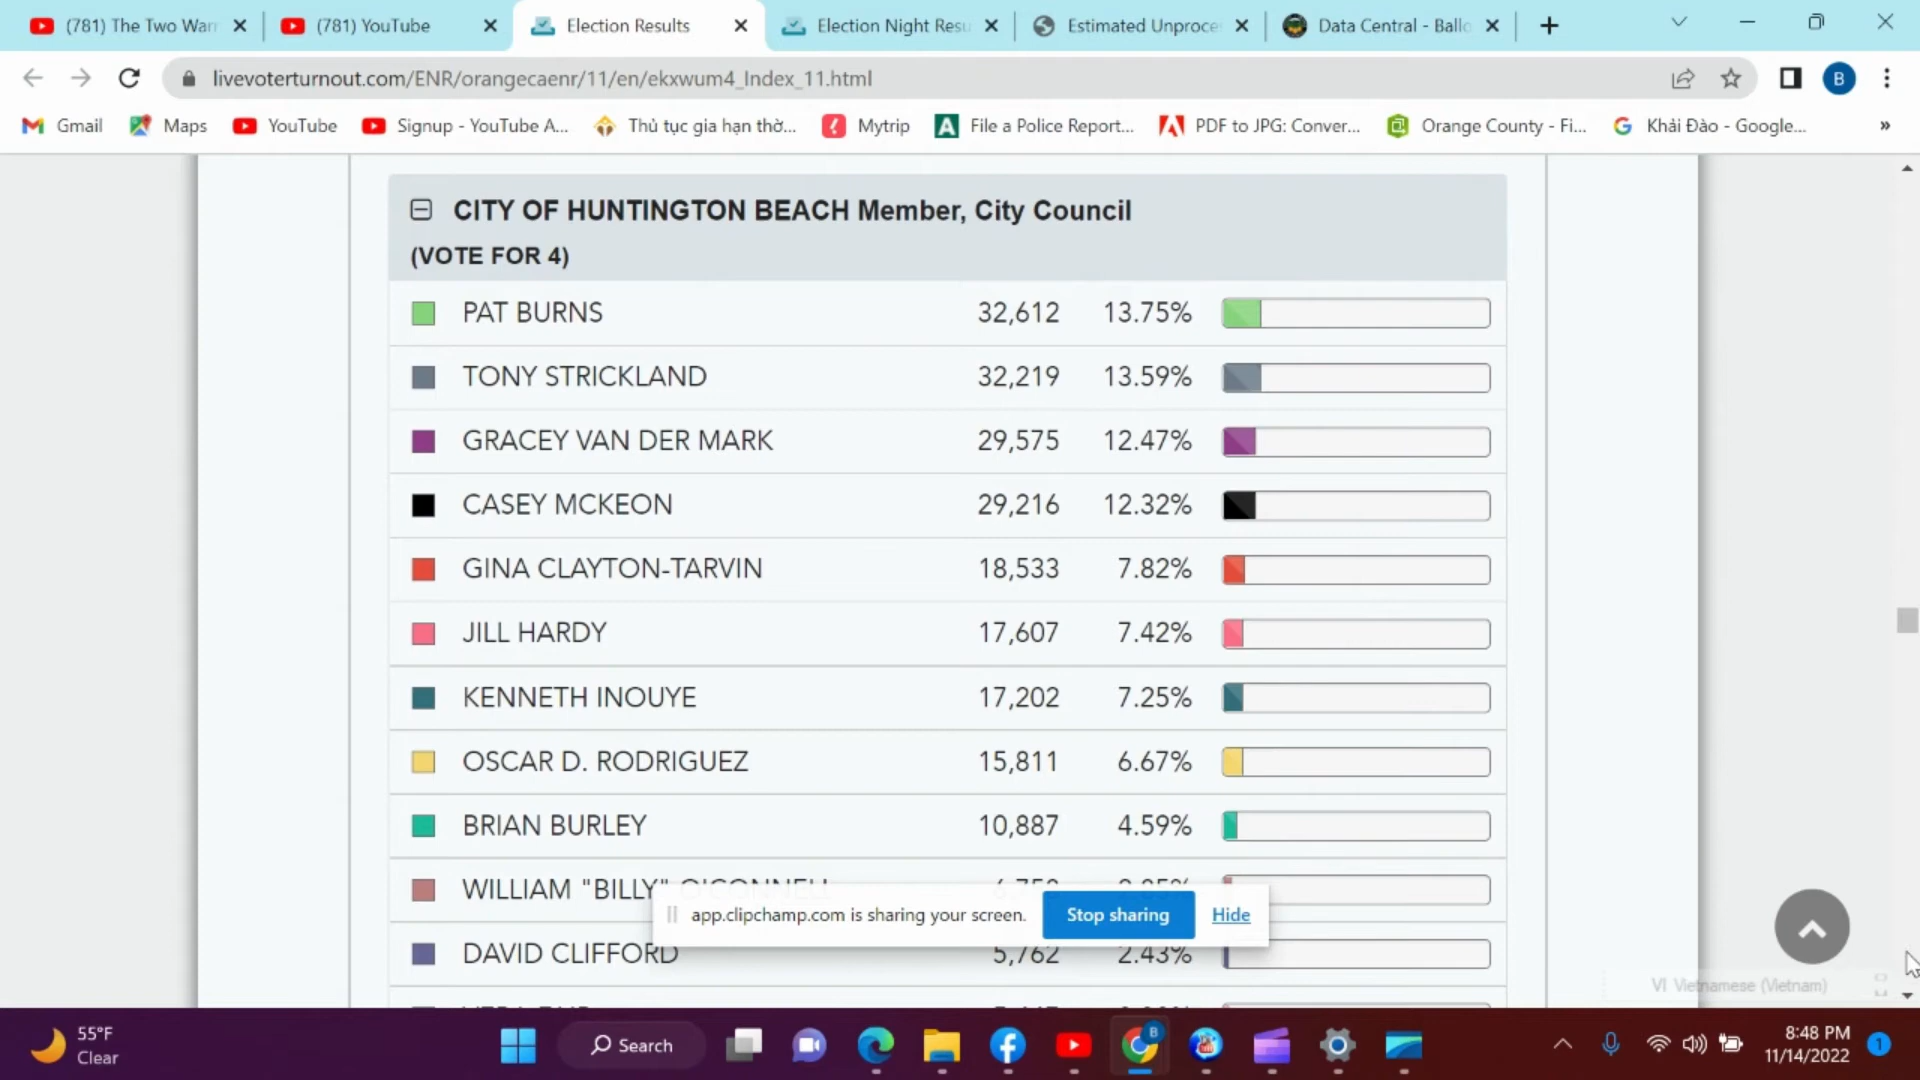 (781) The Two Warr
(781) YouTube
Election Results
Election Night Resu
Estimated Unproce
Data Central - Ballo
livevoterturnout.com/ENR/orangecaenr/11/en/ekxwum4_Index_11.html
B
Gmail
Maps
YouTube
Signup - YouTube A...
Thủ tục gia hạn thờ...
Mytrip
File a Police Report...
PDF to JPG: Conver...
Orange County - Fi...
Khải Đào - Google...
»
CITY OF HUNTINGTON BEACH Member, City Council
(VOTE FOR 4)
PAT BURNS 32,612 13.75%
TONY STRICKLAND 32,219 13.59%
GRACEY VAN DER MARK 29,575 12.47%
CASEY MCKEON 29,216 12.32%
GINA CLAYTON-TARVIN 18,533 7.82%
JILL HARDY 17,607 7.42%
KENNETH INOUYE 17,202 7.25%
OSCAR D. RODRIGUEZ 15,811 6.67%
BRIAN BURLEY 10,887 4.59%
WILLIAM "BILLY" O'CONNELL
app.clipchamp.com is sharing your screen. Stop sharing Hide
DAVID CLIFFORD 5,762 2.43%
VI Vietnamese (Vietnam)
55°F
Clear
Search
B
8:48 PM
11/14/2022
1